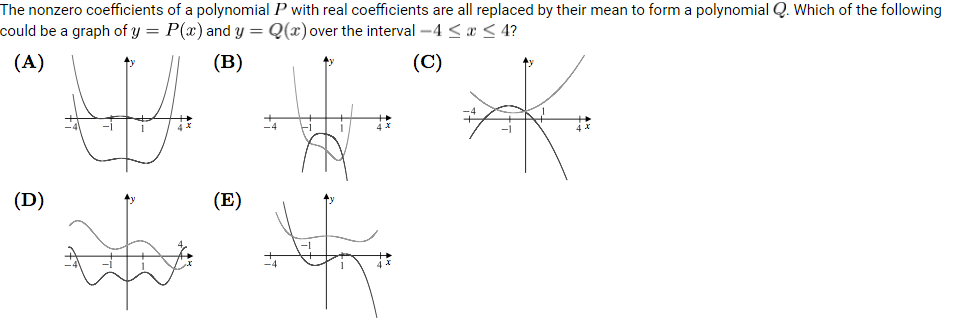 The nonzero coefficients of a polynomial P with real coefficients are all replaced by their mean to form a polynomial Q. Which of the following
could be a graph of y = P(x) and y = Q(x) over the interval −4 ≤ x ≤ 4?
(A) (B) (C)
y y y
−4 −1 1 4 x −4 −1 1 4 x −4 −1 1 4 x
(D) (E)
y y
−4 −1 1 4 x −4 −1 1 4 x